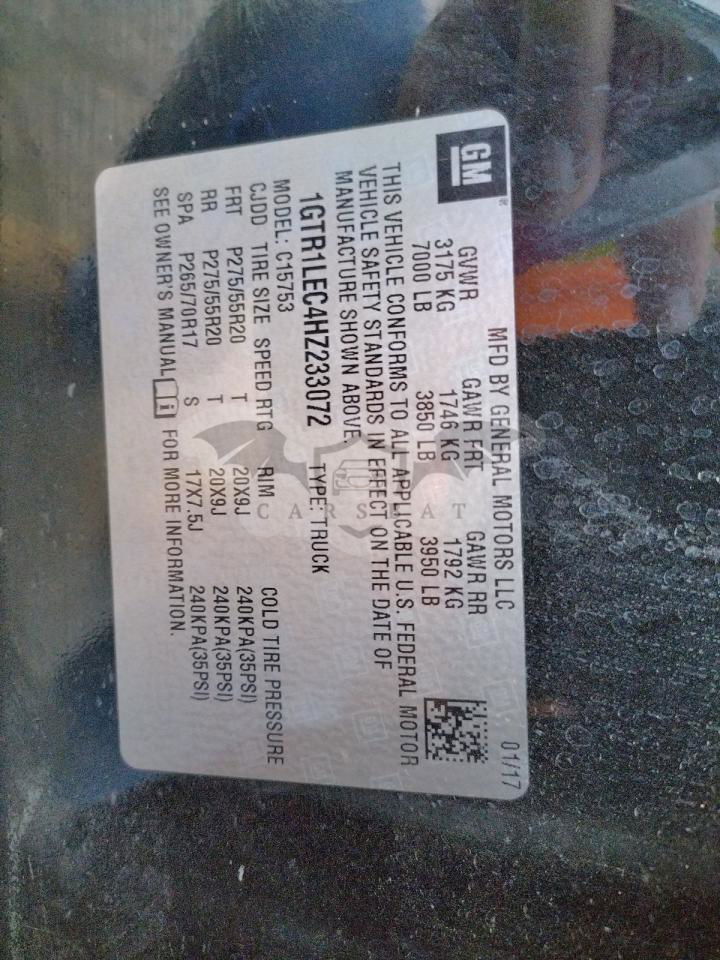 GM
MFD BY GENERAL MOTORS LLC 01/17
GVWR GAWR FRT GAWR RR
3175 KG 1746 KG 1792 KG
7000 LB 3850 LB 3950 LB
THIS VEHICLE CONFORMS TO ALL APPLICABLE U.S. FEDERAL MOTOR
VEHICLE SAFETY STANDARDS IN EFFECT ON THE DATE OF
MANUFACTURE SHOWN ABOVE.
1GTR1LEC4HZ233072 TYPE: TRUCK
MODEL: C15753
CJDD TIRE SIZE SPEED RTG RIM COLD TIRE PRESSURE
FRT P275/55R20 T 20X9J 240KPA(35PSI)
RR P275/55R20 T 20X9J 240KPA(35PSI)
SPA P265/70R17 S 17X7.5J 240KPA(35PSI)
SEE OWNER'S MANUAL FOR MORE INFORMATION.
CARSBAT